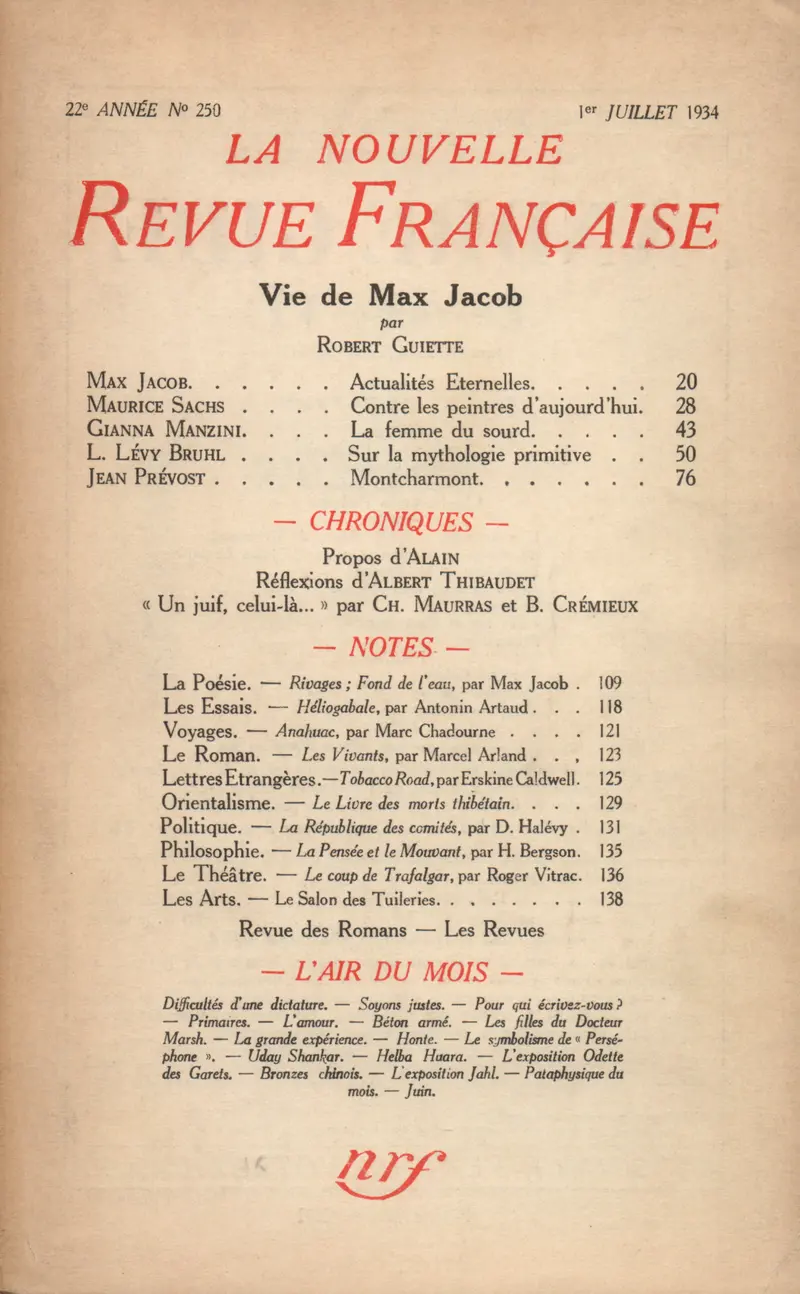 22e ANNÉE No 250
1er JUILLET 1934
LA NOUVELLE
REVUE FRANÇAISE
Vie de Max Jacob
par
ROBERT GUIETTE
MAX JACOB. . . . . . Actualités Eternelles. . . . . 20
MAURICE SACHS . . . . Contre les peintres d'aujourd'hui. 28
GIANNA MANZINI. . . . La femme du sourd. . . . . 43
L. LÉVY BRUHL . . . . Sur la mythologie primitive . . 50
JEAN PRÉVOST . . . . . Montcharmont. . . . . . . 76
— CHRONIQUES —
Propos d'ALAIN
Réflexions d'ALBERT THIBAUDET
« Un juif, celui-là... » par CH. MAURRAS et B. CRÉMIEUX
— NOTES —
La Poésie. — Rivages ; Fond de l'eau, par Max Jacob . 109
Les Essais. — Héliogabale, par Antonin Artaud . . . 118
Voyages. — Anahuac, par Marc Chadourne . . . . 121
Le Roman. — Les Vivants, par Marcel Arland . . , 123
Lettres Etrangères. — Tobacco Road, par Erskine Caldwell. 125
Orientalisme. — Le Livre des morts thibétain. . . . 129
Politique. — La République des comités, par D. Halévy . 131
Philosophie. — La Pensée et le Mouvant, par H. Bergson. 135
Le Théâtre. — Le coup de Trafalgar, par Roger Vitrac. 136
Les Arts. — Le Salon des Tuileries. . . . . . . . 138
Revue des Romans — Les Revues
— L'AIR DU MOIS —
Difficultés d'une dictature. — Soyons justes. — Pour qui écrivez-vous ?
— Primaires. — L'amour. — Béton armé. — Les filles du Docteur
Marsh. — La grande expérience. — Honte. — Le symbolisme de « Persé-
phone ». — Uday Shankar. — Helba Huara. — L'exposition Odette
des Garets. — Bronzes chinois. — L'exposition Jahl. — Pataphysique du
mois. — Juin.
nrf